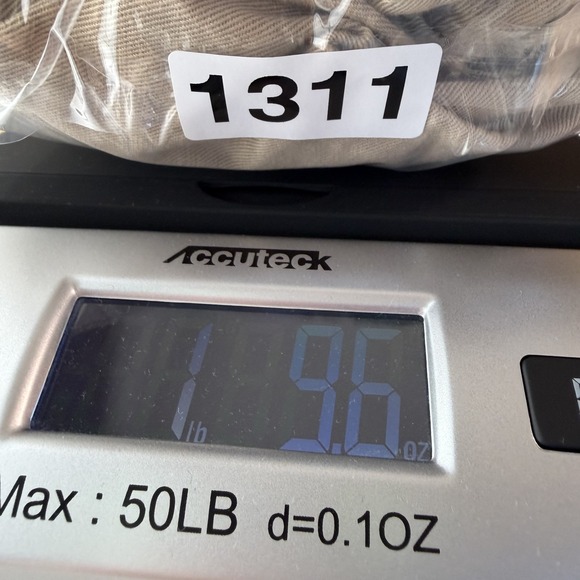 1311
Accuteck
1 lb 9.6 oz
Max : 50LB d=0.1OZ